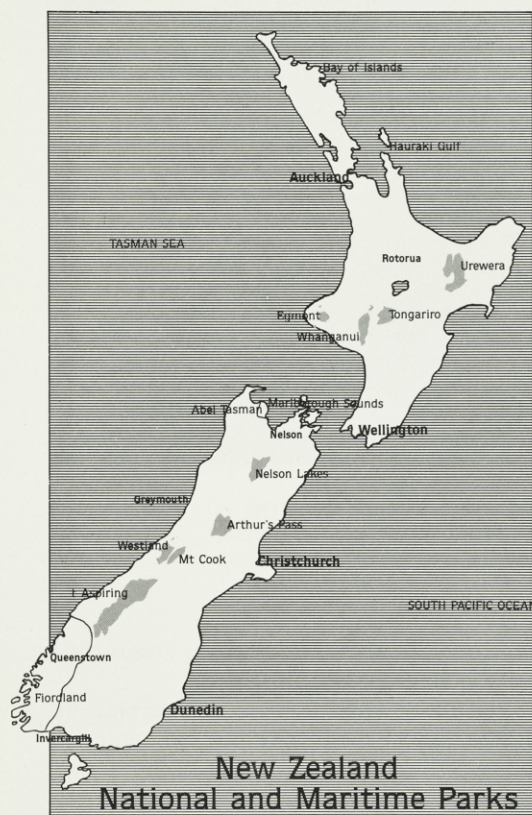 Bay of Islands
Hauraki Gulf
Auckland
TASMAN SEA
Rotorua
Urewera
Egmont
Tongariro
Whanganui
Abel Tasman
Marlborough Sounds
Nelson
Wellington
Nelson Lakes
Greymouth
Arthur's Pass
Westland
Mt Cook
Christchurch
t Aspiring
SOUTH PACIFIC OCEAN
Queenstown
Fiordland
Dunedin
Invercargill
New Zealand
National and Maritime Parks